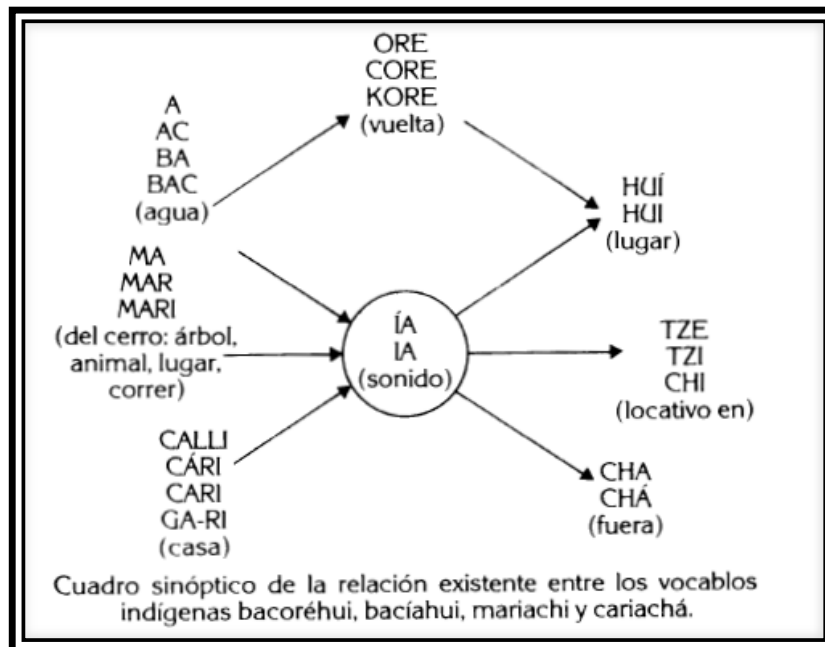 ORE
CORE
KORE
(vuelta)
A
AC
BA
BAC
(agua)
HUÍ
HUI
(lugar)
MA
MAR
MARI
(del cerro: árbol,
animal, lugar,
correr)
ÍA
IA
(sonido)
TZE
TZI
CHI
(locativo en)
CALLI
CÁRI
CARI
GA-RI
(casa)
CHA
CHÁ
(fuera)
Cuadro sinóptico de la relación existente entre los vocablos
indígenas bacoréhui, bacíahui, mariachi y cariachá.